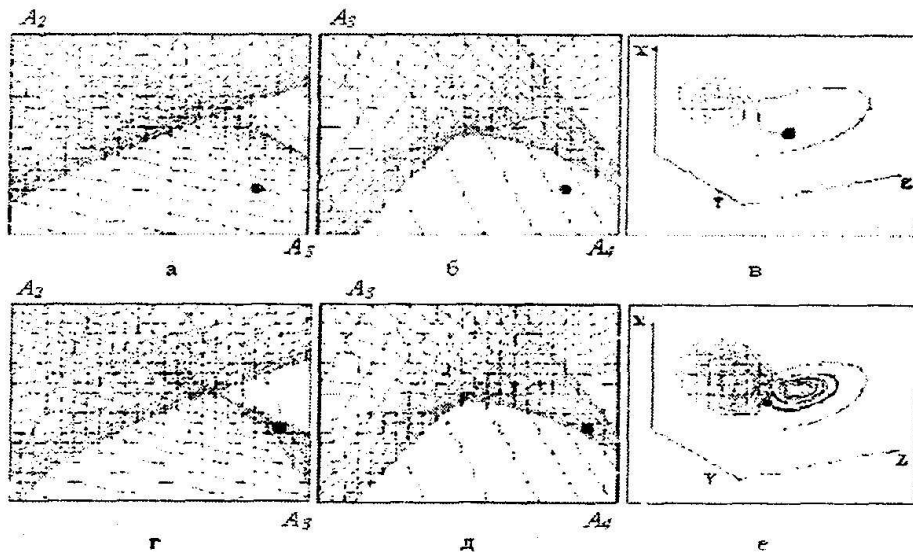 A₂ A₃
X
Y Z
A₃ A₄
а б в
A₂ A₃
X
Y Z
A₃ A₄
г д е